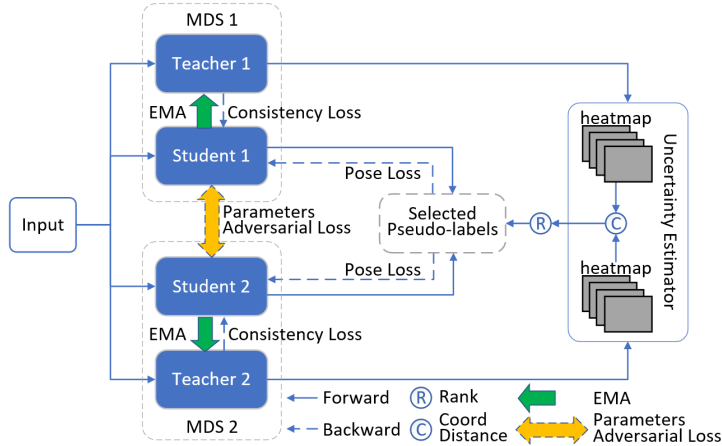 MDS 1
Teacher 1
EMA
Consistency Loss
Student 1
Pose Loss
Parameters
Adversarial Loss
Input
Selected
Pseudo-labels
R
C
heatmap
heatmap
Uncertainty Estimator
Pose Loss
Student 2
EMA
Consistency Loss
Teacher 2
MDS 2
Forward
R Rank
EMA
Backward
C Coord
Distance
Parameters
Adversarial Loss